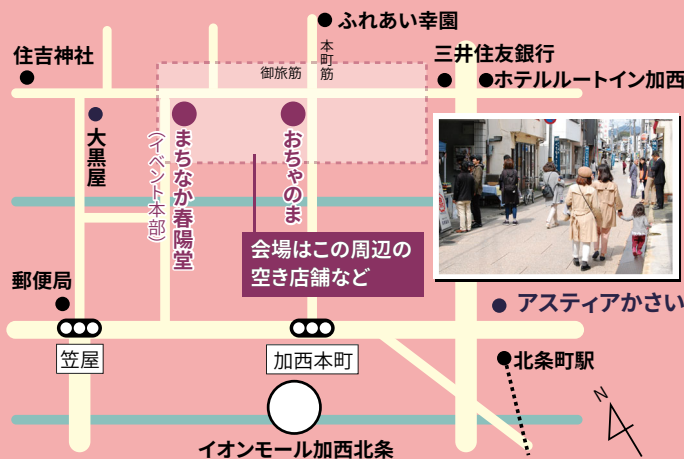 ふれあい幸園
本町筋
御旅筋
住吉神社
三井住友銀行
ホテルルートイン加西
大黒屋
まちなか春陽堂
（イベント本部）
おちゃのま
会場はこの周辺の
空き店舗など
郵便局
アスティアかさい
笠屋
加西本町
北条町駅
N
イオンモール加西北条